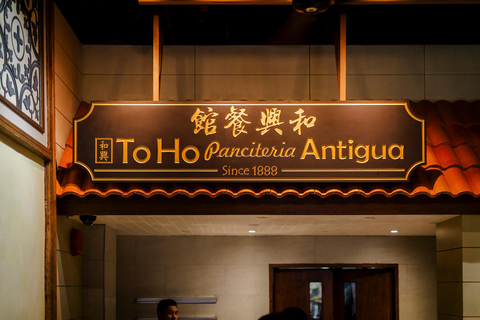 館餐興和
和興 To Ho Panciteria Antigua
Since 1888